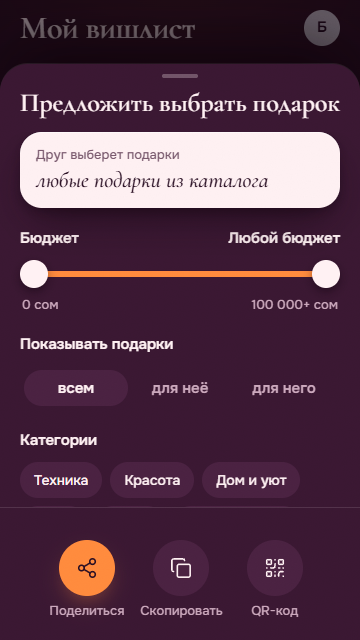 Мой вишлист
Б
Предложить выбрать подарок
Друг выберет подарки
любые подарки из каталога
Бюджет
Любой бюджет
0 сом
100 000+ сом
Показывать подарки
всем
для неё
для него
Категории
Техника
Красота
Дом и уют
Поделиться
Скопировать
QR-код